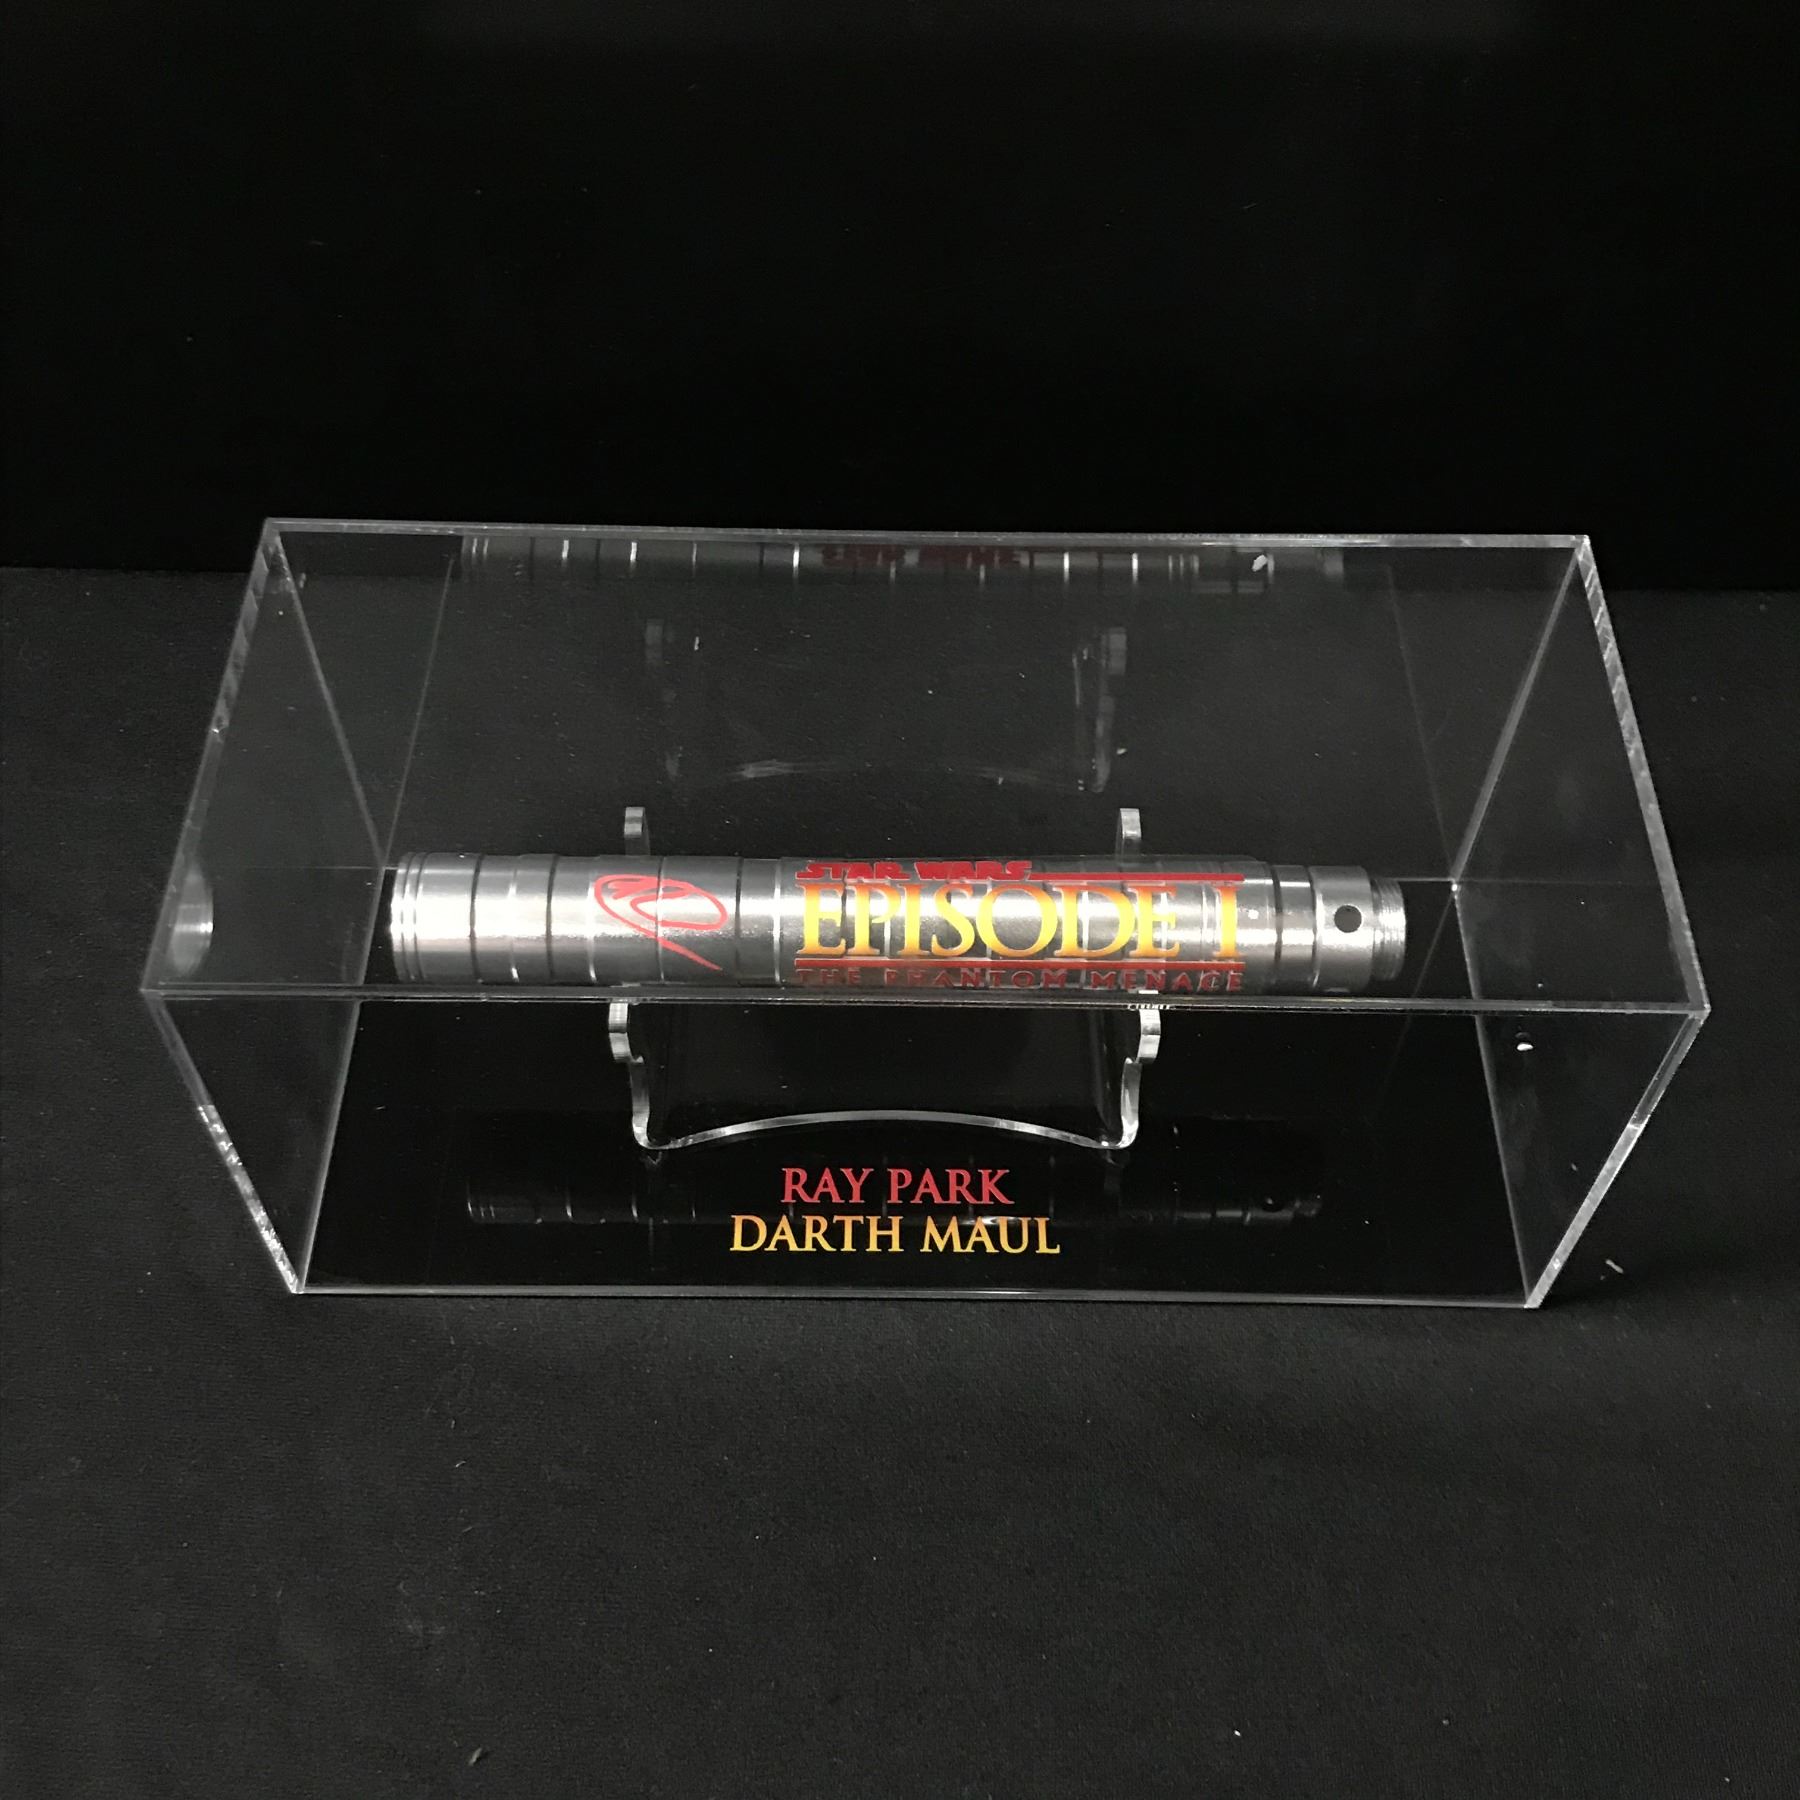 STAR WARS
EPISODE I
THE PHANTOM MENACE
RAY PARK
DARTH MAUL